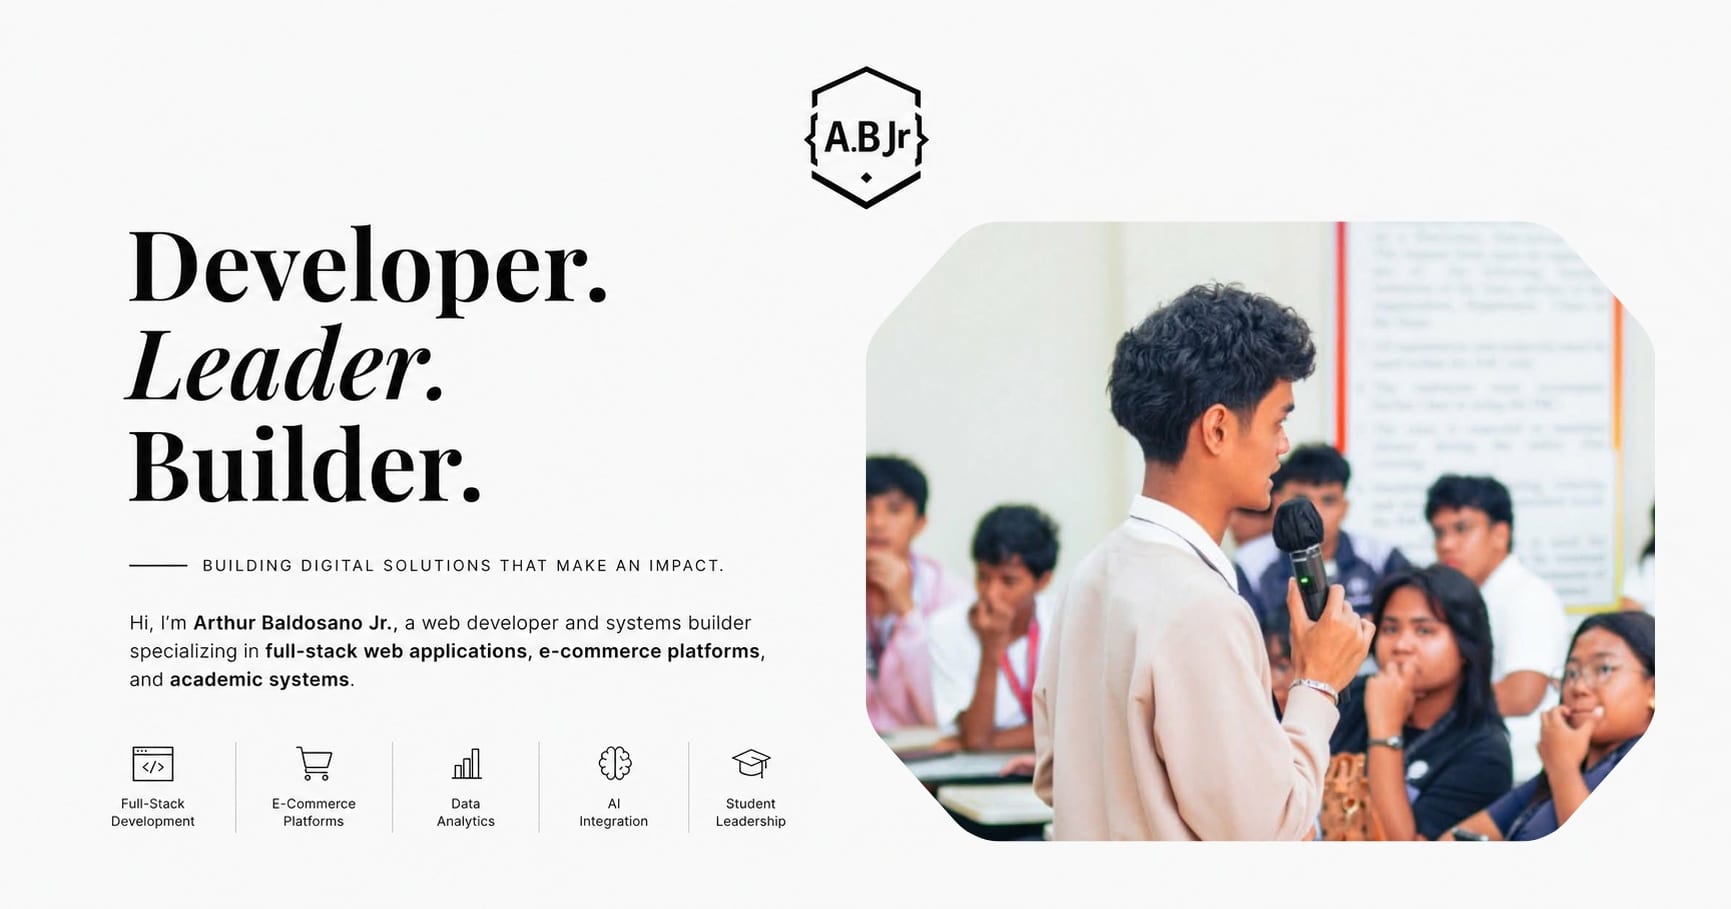 {A.B Jr}
Developer.
Leader.
Builder.
BUILDING DIGITAL SOLUTIONS THAT MAKE AN IMPACT.
Hi, I'm Arthur Baldosano Jr., a web developer and systems builder
specializing in full-stack web applications, e-commerce platforms,
and academic systems.
</>
Full-Stack
Development
E-Commerce
Platforms
Data
Analytics
AI
Integration
Student
Leadership